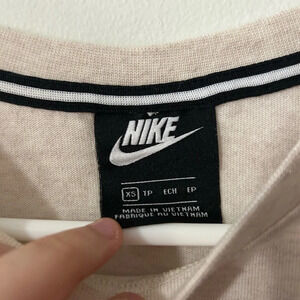 NIKE
XS TP ECH EP
MADE IN VIETNAM
FABRIQUÉ AU VIETNAM